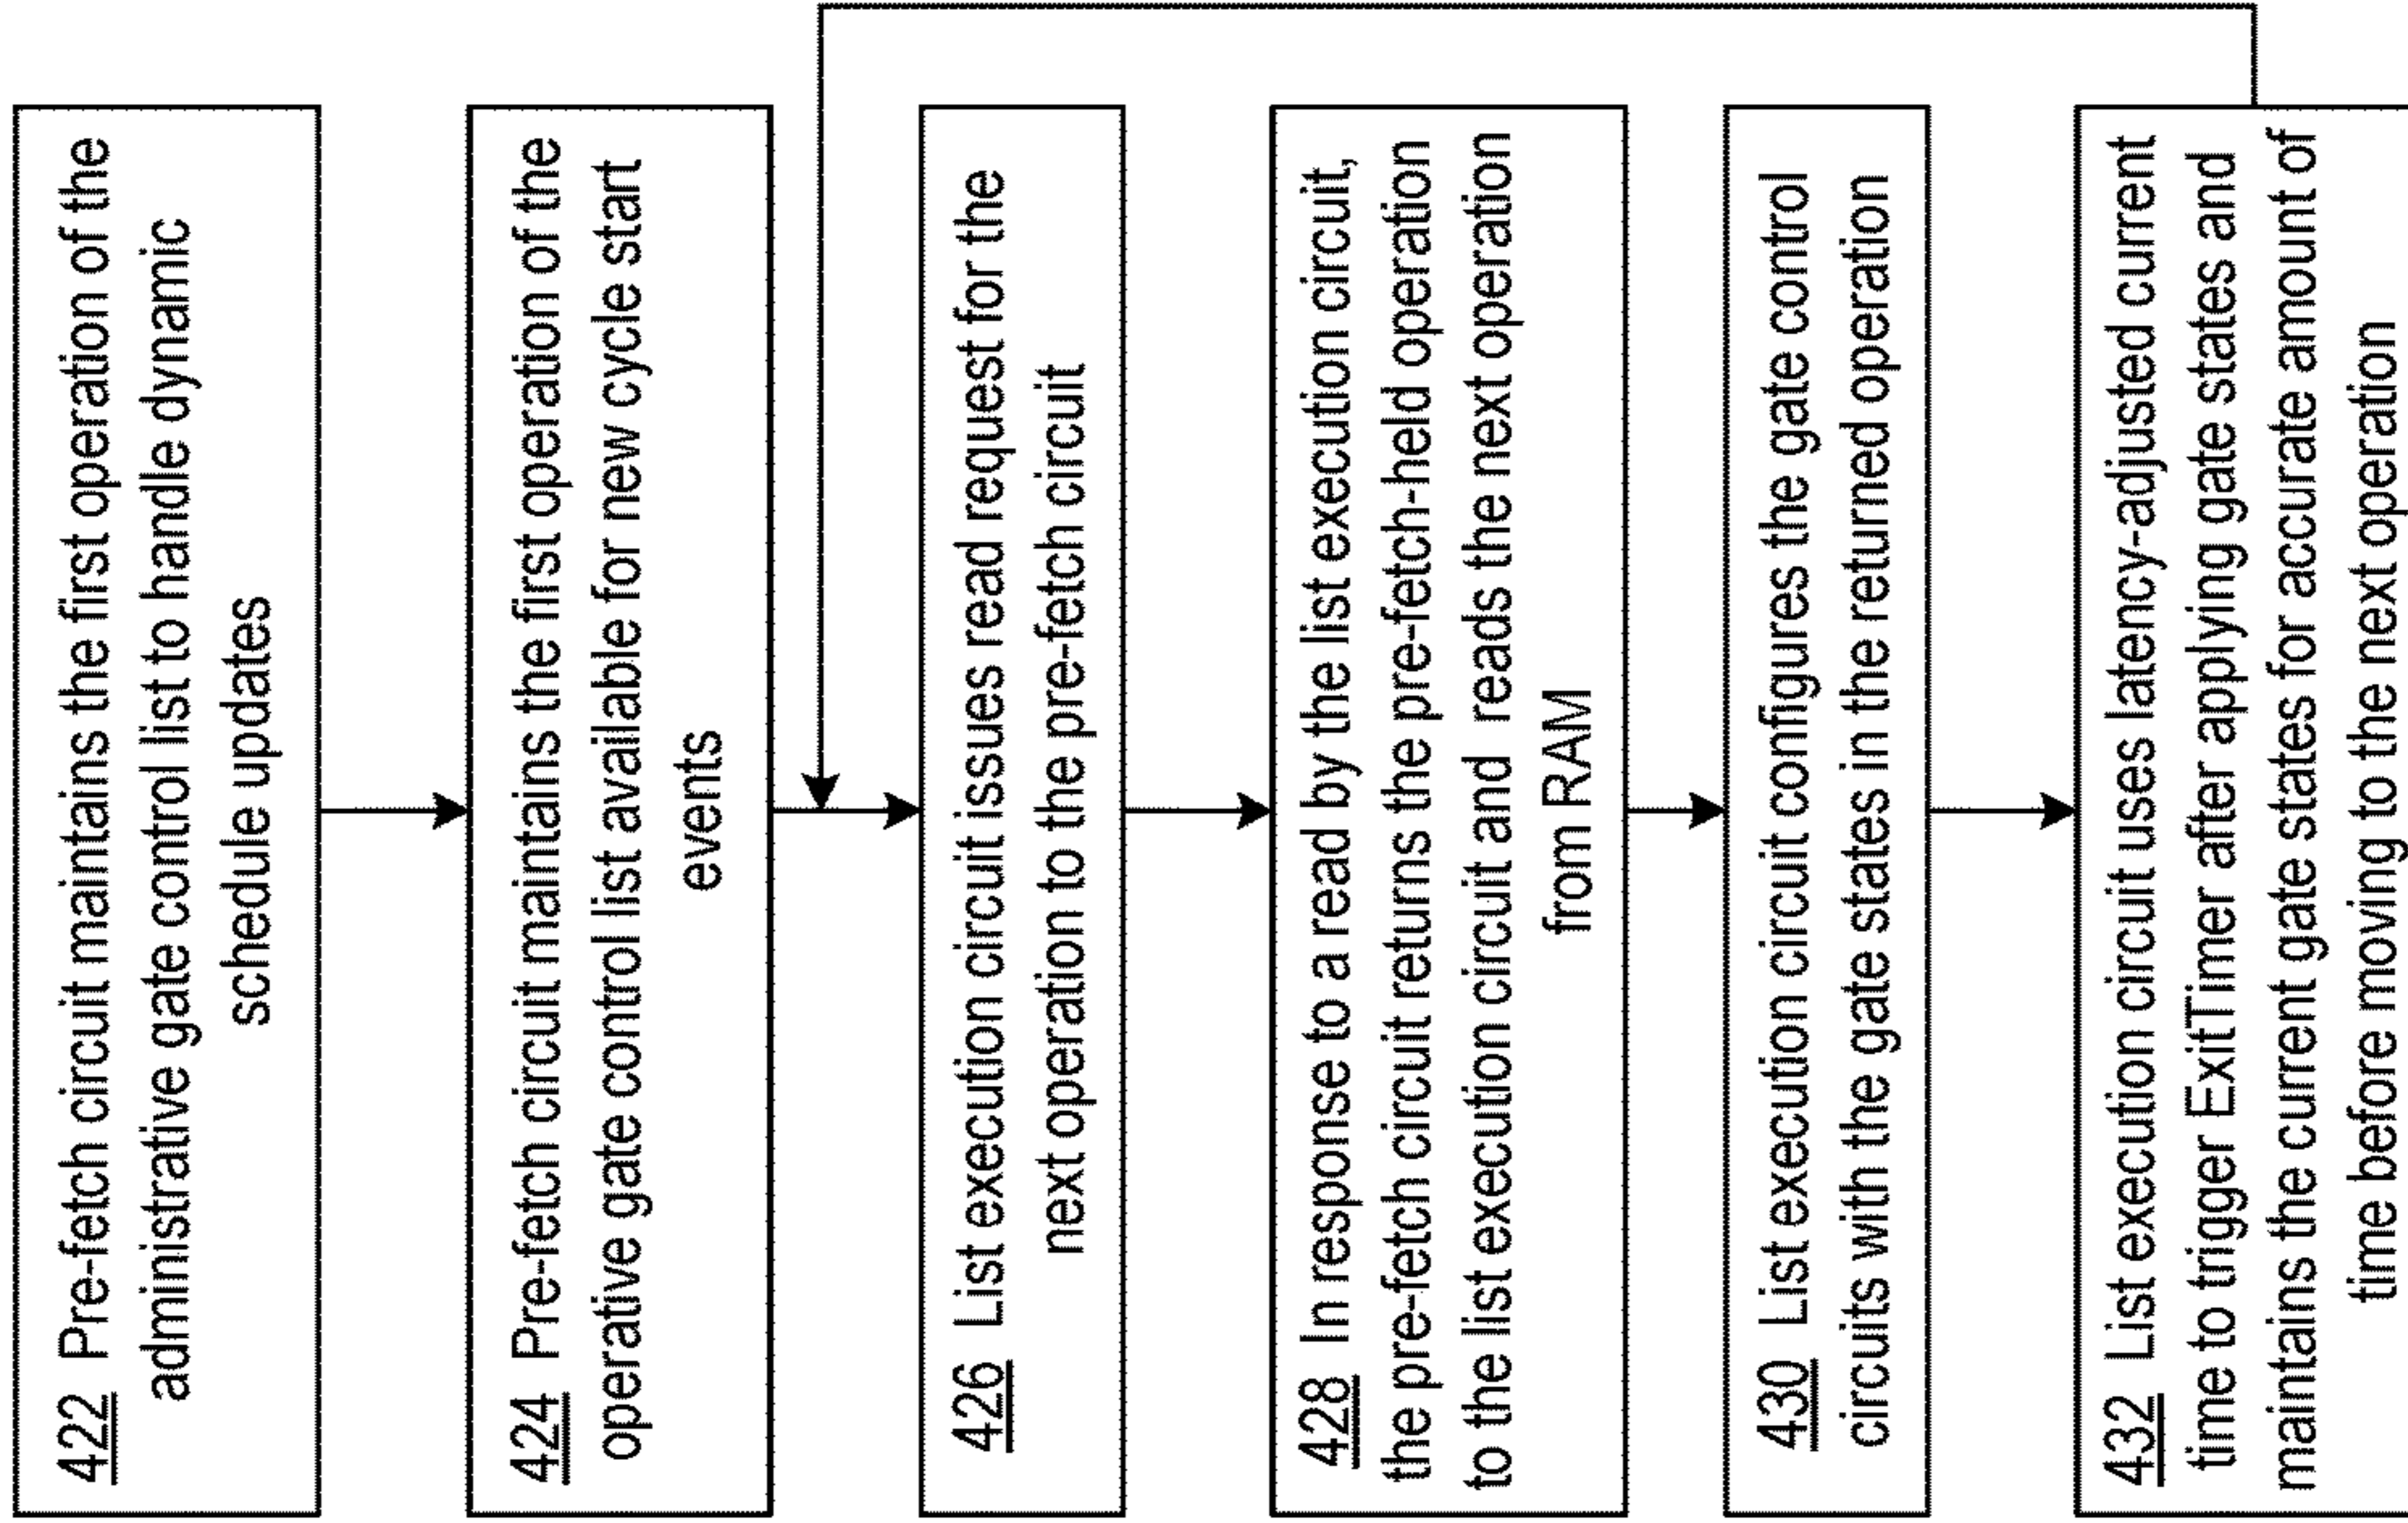 422 Pre-fetch circuit maintains the first operation of the
administrative gate control list to handle dynamic
schedule updates
424 Pre-fetch circuit maintains the first operation of the
operative gate control list available for new cycle start
events
426 List execution circuit issues read request for the
next operation to the pre-fetch circuit
428 In response to a read by the list execution circuit,
the pre-fetch circuit returns the pre-fetch-held operation
to the list execution circuit and reads the next operation
from RAM
430 List execution circuit configures the gate control
circuits with the gate states in the returned operation
432 List execution circuit uses latency-adjusted current
time to trigger ExitTimer after applying gate states and
maintains the current gate states for accurate amount of
time before moving to the next operation